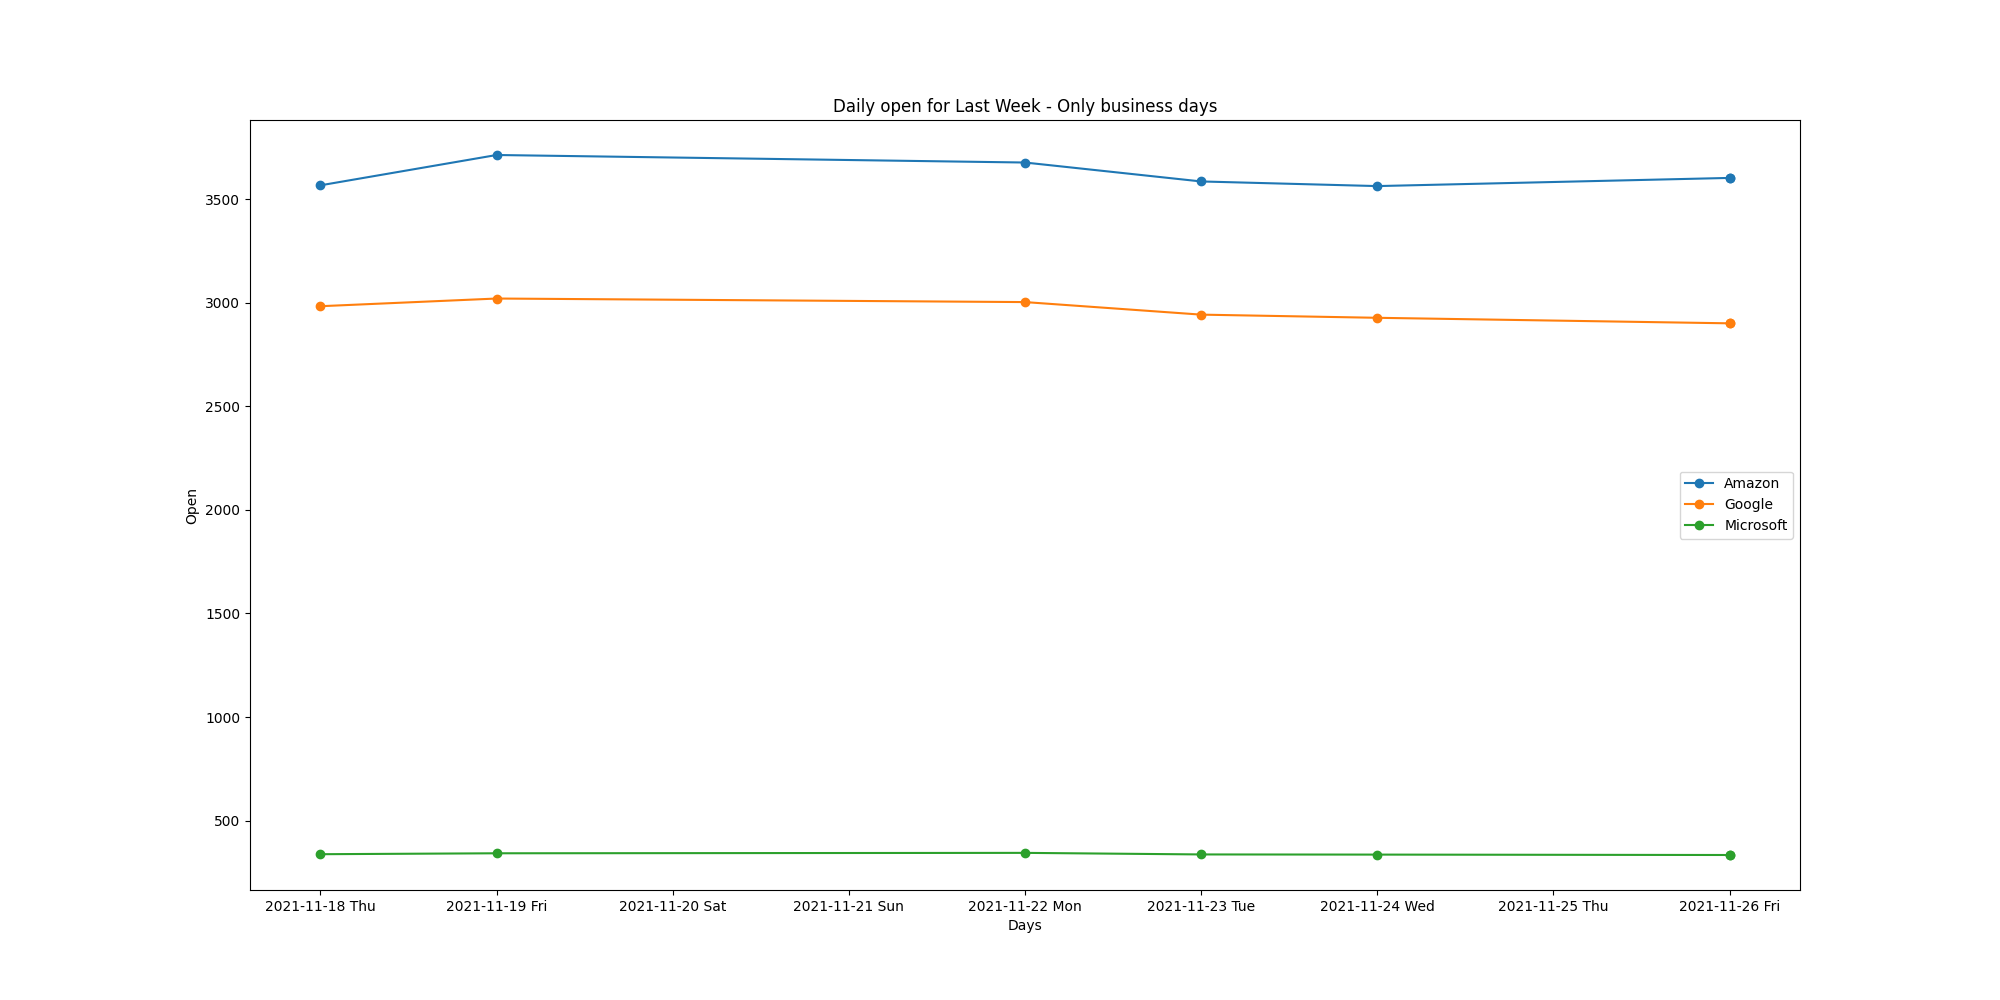 Daily open for Last Week - Only business days
Open
3500
3000
2500
2000
1500
1000
500
Amazon
Google
Microsoft
2021-11-18 Thu 2021-11-19 Fri 2021-11-20 Sat 2021-11-21 Sun 2021-11-22 Mon 2021-11-23 Tue 2021-11-24 Wed 2021-11-25 Thu 2021-11-26 Fri
Days